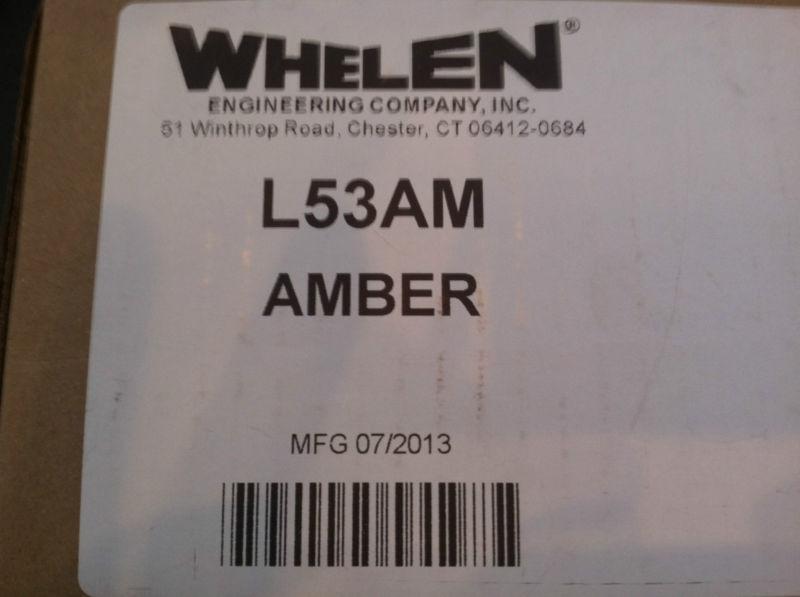 WHELEN®
ENGINEERING COMPANY, INC.
51 Winthrop Road, Chester, CT 06412-0684
L53AM
AMBER
MFG 07/2013